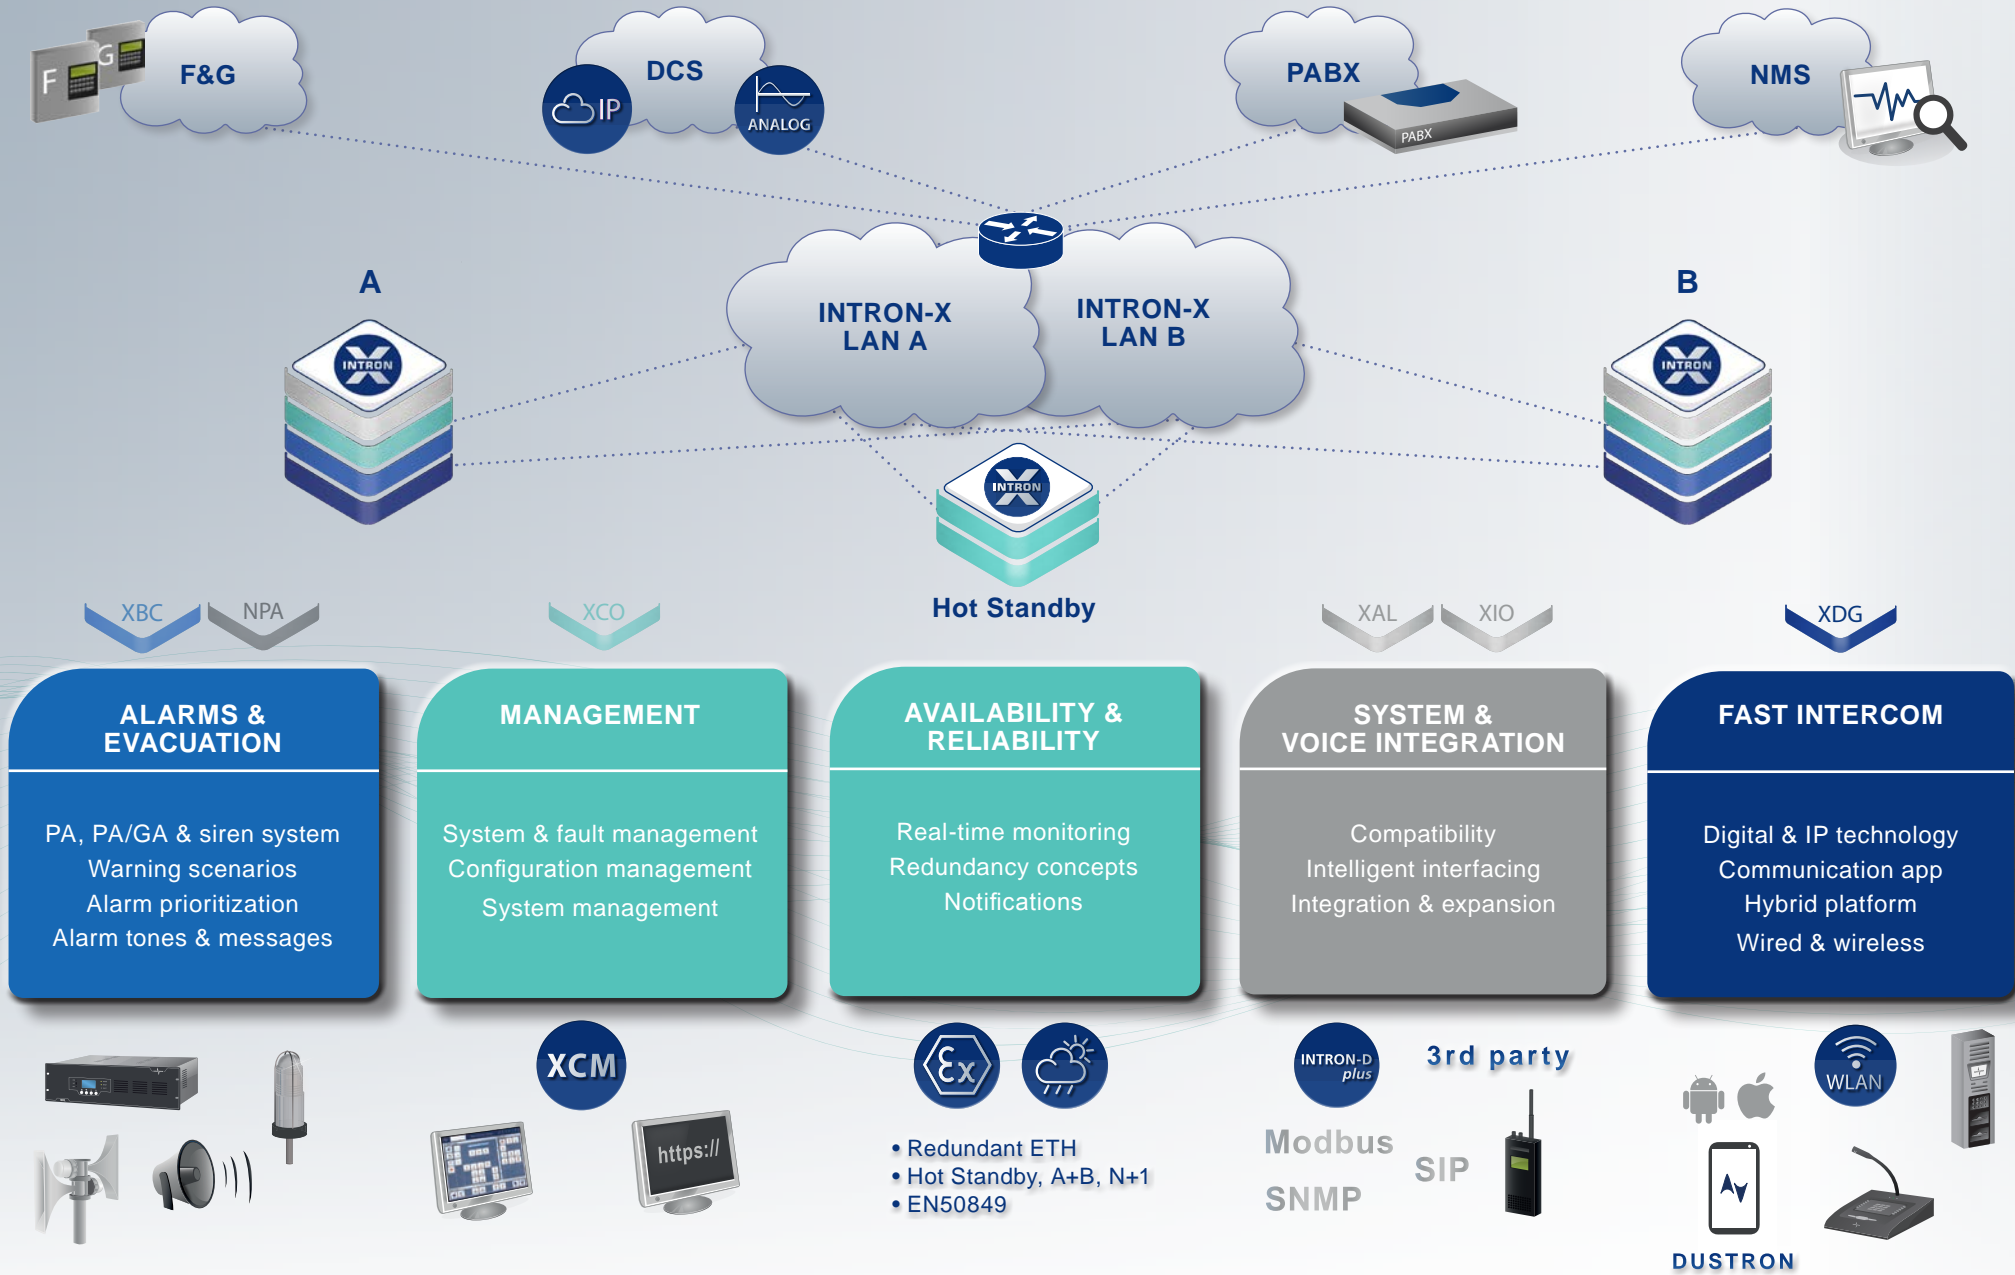 F
G
F&G
IP
DCS
ANALOG
PABX
PABX
NMS
A
INTRON
INTRON-X
LAN A
INTRON-X
LAN B
B
INTRON
INTRON
Hot Standby
XBC
NPA
XCO
XAL
XIO
XDG
ALARMS &
EVACUATION
PA, PA/GA & siren system
Warning scenarios
Alarm prioritization
Alarm tones & messages
MANAGEMENT
System & fault management
Configuration management
System management
AVAILABILITY &
RELIABILITY
Real-time monitoring
Redundancy concepts
Notifications
SYSTEM &
VOICE INTEGRATION
Compatibility
Intelligent interfacing
Integration & expansion
FAST INTERCOM
Digital & IP technology
Communication app
Hybrid platform
Wired & wireless
XCM
https://
Ex
• Redundant ETH
• Hot Standby, A+B, N+1
• EN50849
INTRON-D
plus
3rd party
Modbus
SIP
SNMP
WLAN
DUSTRON